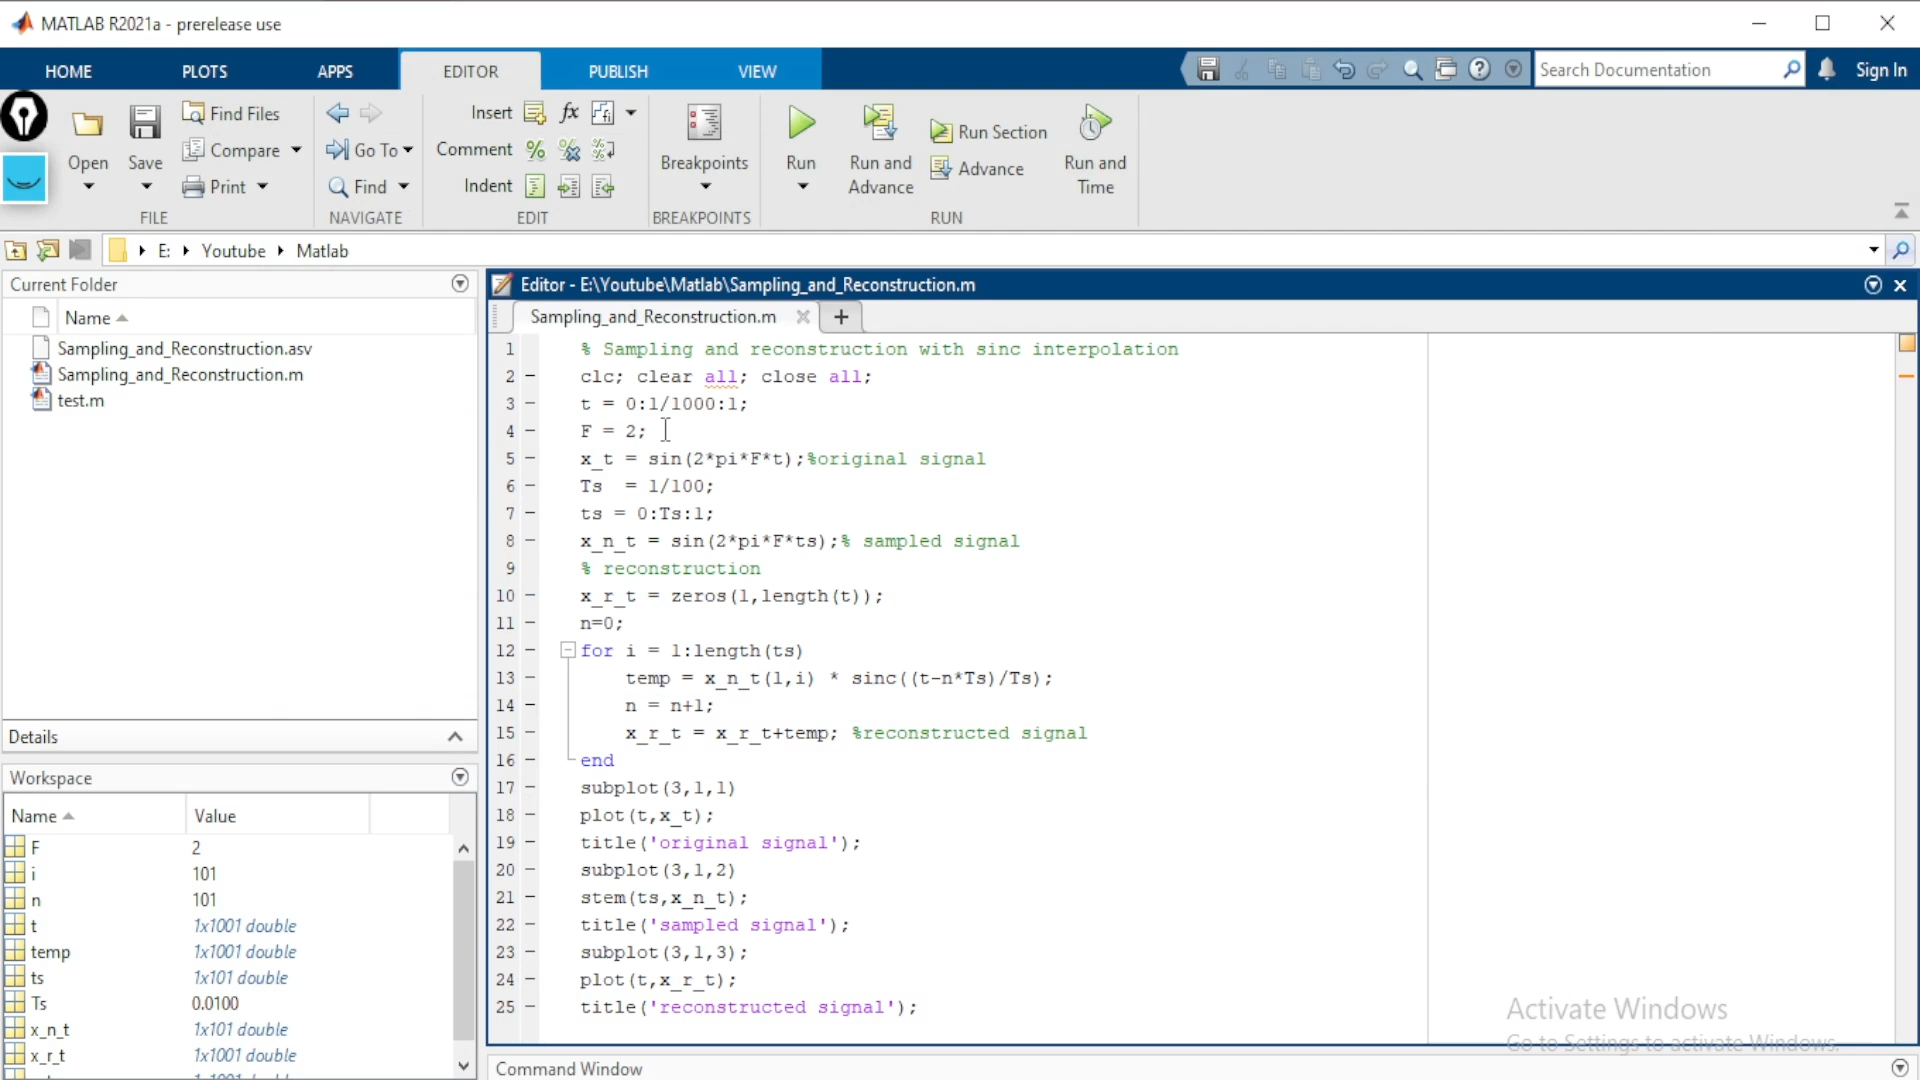 MATLAB R2021a - prerelease use
HOME PLOTS APPS EDITOR PUBLISH VIEW Search Documentation Sign In
Open Save Find Files Compare Print
FILE
Go To Find
NAVIGATE
Insert fx
Comment
Indent
EDIT
Breakpoints
BREAKPOINTS
Run Run and Advance Run Section Advance Run and Time
RUN
E: Youtube Matlab
Current Folder
Name
Sampling_and_Reconstruction.asv
Sampling_and_Reconstruction.m
test.m
Details
Workspace
Name Value
F 2
i 101
n 101
t 1x1001 double
temp 1x1001 double
ts 1x101 double
Ts 0.0100
x_n_t 1x101 double
x_r_t 1x1001 double
Editor - E:\Youtube\Matlab\Sampling_and_Reconstruction.m
Sampling_and_Reconstruction.m +
1 % Sampling and reconstruction with sinc interpolation
2 - clc; clear all; close all;
3 - t = 0:1/1000:1;
4 - F = 2;
5 - x_t = sin(2*pi*F*t);%original signal
6 - Ts = 1/100;
7 - ts = 0:Ts:1;
8 - x_n_t = sin(2*pi*F*ts);% sampled signal
9 % reconstruction
10 - x_r_t = zeros(1,length(t));
11 - n=0;
12 - for i = 1:length(ts)
13 - temp = x_n_t(1,i) * sinc((t-n*Ts)/Ts);
14 - n = n+1;
15 - x_r_t = x_r_t+temp; %reconstructed signal
16 - end
17 - subplot(3,1,1)
18 - plot(t,x_t);
19 - title('original signal');
20 - subplot(3,1,2)
21 - stem(ts,x_n_t);
22 - title('sampled signal');
23 - subplot(3,1,3);
24 - plot(t,x_r_t);
25 - title('reconstructed signal');
Activate Windows
Go to Settings to activate Windows.
Command Window